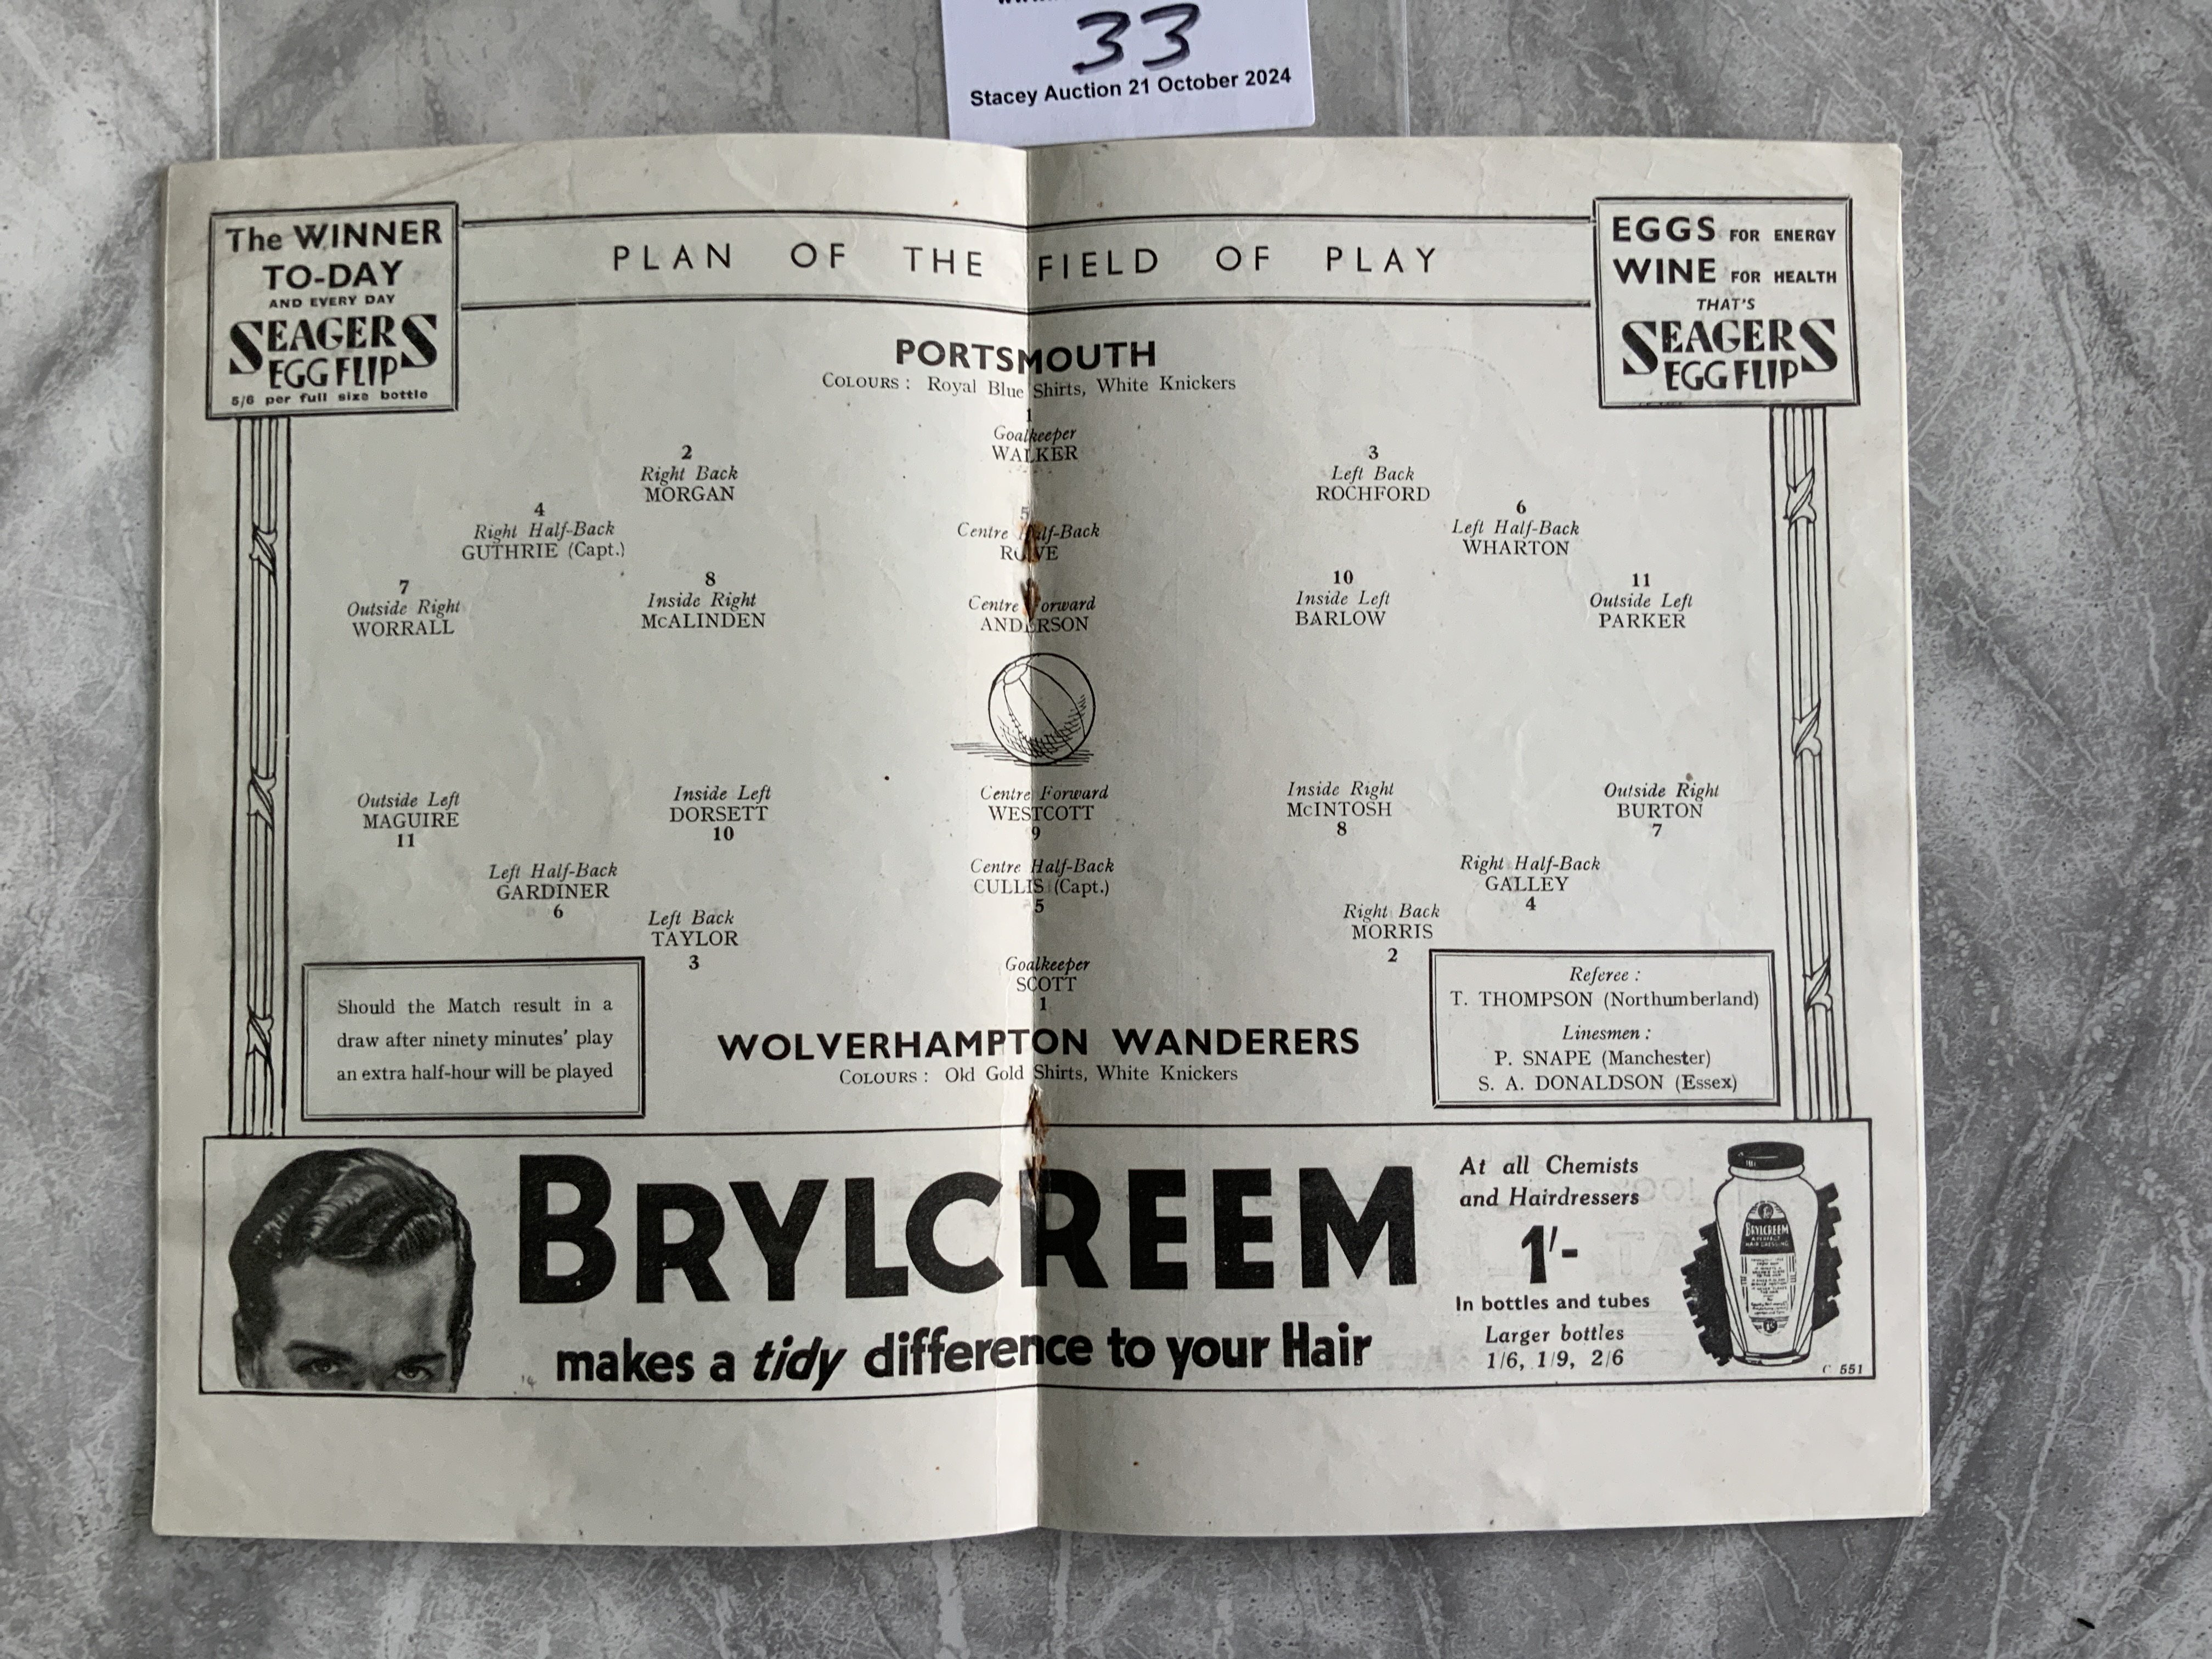 33
Stacey Auction 21 October 2024
The WINNER
TO-DAY
AND EVERY DAY
SEAGERS
EGG FLIP
5/6 per full size bottle
PLAN OF THE FIELD OF PLAY
EGGS FOR ENERGY
WINE FOR HEALTH
THAT'S
SEAGERS
EGG FLIP
PORTSMOUTH
COLOURS : Royal Blue Shirts, White Knickers
1
Goalkeeper
WALKER
2
Right Back
MORGAN
3
Left Back
ROCHFORD
4
Right Half-Back
GUTHRIE (Capt.)
5
Centre Half-Back
ROWE
6
Left Half-Back
WHARTON
7
Outside Right
WORRALL
8
Inside Right
McALINDEN
Centre Forward
ANDERSON
10
Inside Left
BARLOW
11
Outside Left
PARKER
Outside Left
MAGUIRE
11
Inside Left
DORSETT
10
Centre Forward
WESTCOTT
9
Inside Right
McINTOSH
8
Outside Right
BURTON
7
Left Half-Back
GARDINER
6
Centre Half-Back
CULLIS (Capt.)
5
Right Half-Back
GALLEY
4
Left Back
TAYLOR
3
Right Back
MORRIS
2
Goalkeeper
SCOTT
1
WOLVERHAMPTON WANDERERS
COLOURS : Old Gold Shirts, White Knickers
Should the Match result in a
draw after ninety minutes' play
an extra half-hour will be played
Referee :
T. THOMPSON (Northumberland)
Linesmen :
P. SNAPE (Manchester)
S. A. DONALDSON (Essex)
BRYLCREEM
makes a tidy difference to your Hair
At all Chemists
and Hairdressers
1/-
In bottles and tubes
Larger bottles
1/6, 1/9, 2/6
BRYLCREEM
A PERFECT
HAIR DRESSING
C 551